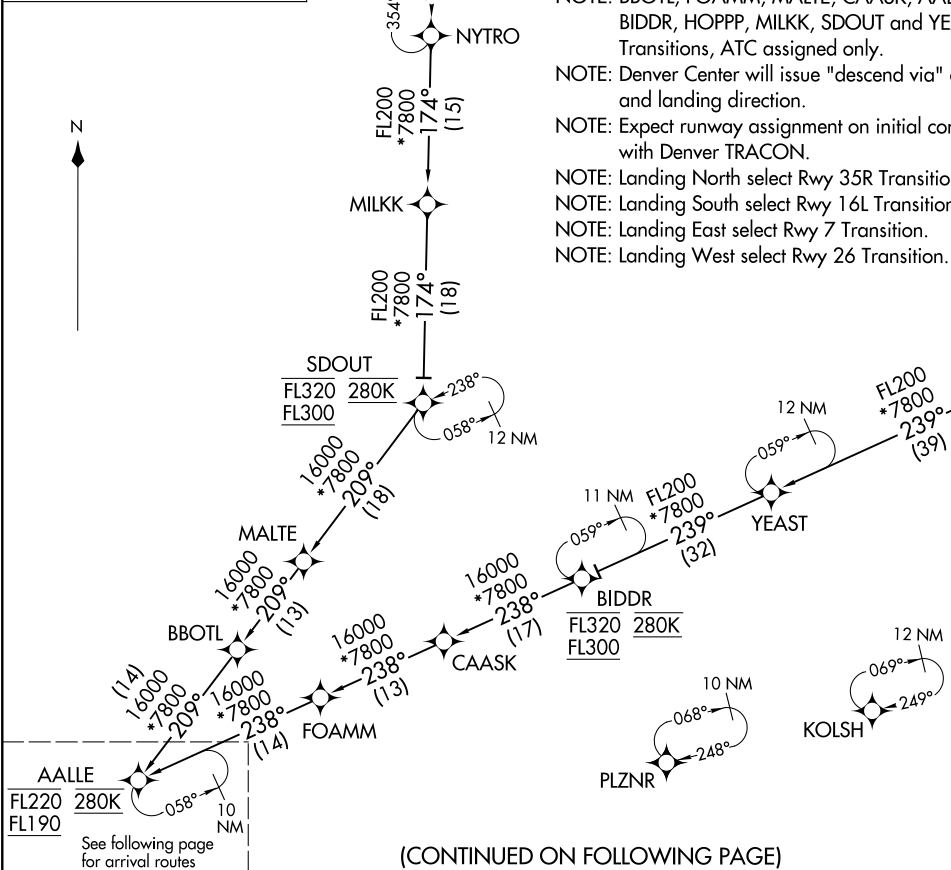 NOTE: BBOTL, FOAMM, MALTE, CAASK,
BIDDR, HOPPP, MILKK, SDOUT and
Transitions, ATC assigned only.
NOTE: Denver Center will issue "descend via"
and landing direction.
NOTE: Expect runway assignment on initial
with Denver TRACON.
NOTE: Landing North select Rwy 35R
NOTE: Landing South select Rwy 16L
NOTE: Landing East select Rwy 7 Transition.
NOTE: Landing West select Rwy 26 Transition.
354°
NYTRO
N
FL200
*7800
174°
(15)
MILKK
FL200
*7800
174°
(18)
SDOUT
FL320 280K
FL300
238°
058°
12 NM
16000
*7800
209°
(18)
MALTE
16000
*7800
209°
(13)
BBOTL
(14)
16000
*7800
209°
FL200
*7800
239°
(39)
12 NM
059°
YEAST
FL200
*7800
239°
(32)
11 NM
059°
BIDDR
FL320 280K
FL300
16000
*7800
238°
(17)
CAASK
16000
*7800
238°
(13)
FOAMM
16000
*7800
238°
(14)
AALLE
FL220 280K
FL190
058°
10
NM
See following page
for arrival routes
10 NM
068°
248°
PLZNR
12 NM
069°
249°
KOLSH
(CONTINUED ON FOLLOWING PAGE)